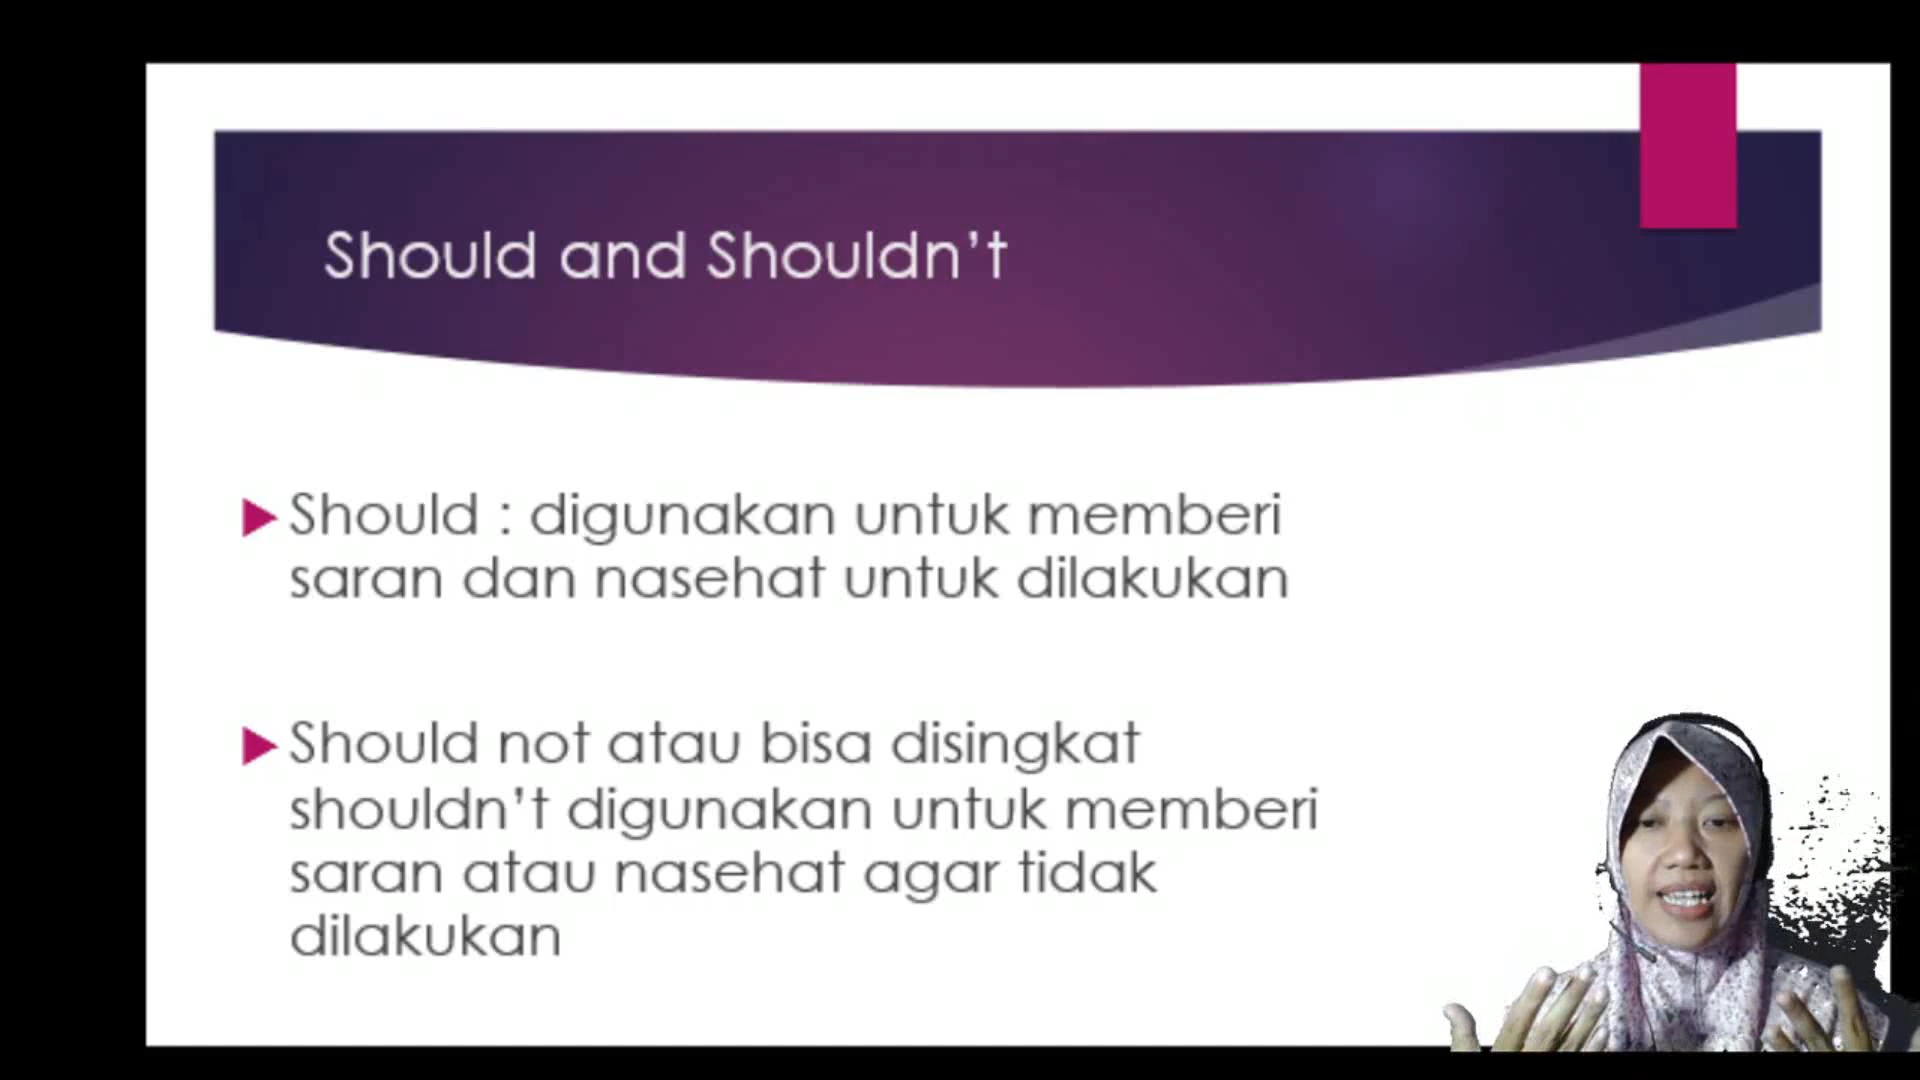 Should and Shouldn't
Should : digunakan untuk memberi
saran dan nasehat untuk dilakukan
Should not atau bisa disingkat
shouldn't digunakan untuk memberi
saran atau nasehat agar tidak
dilakukan